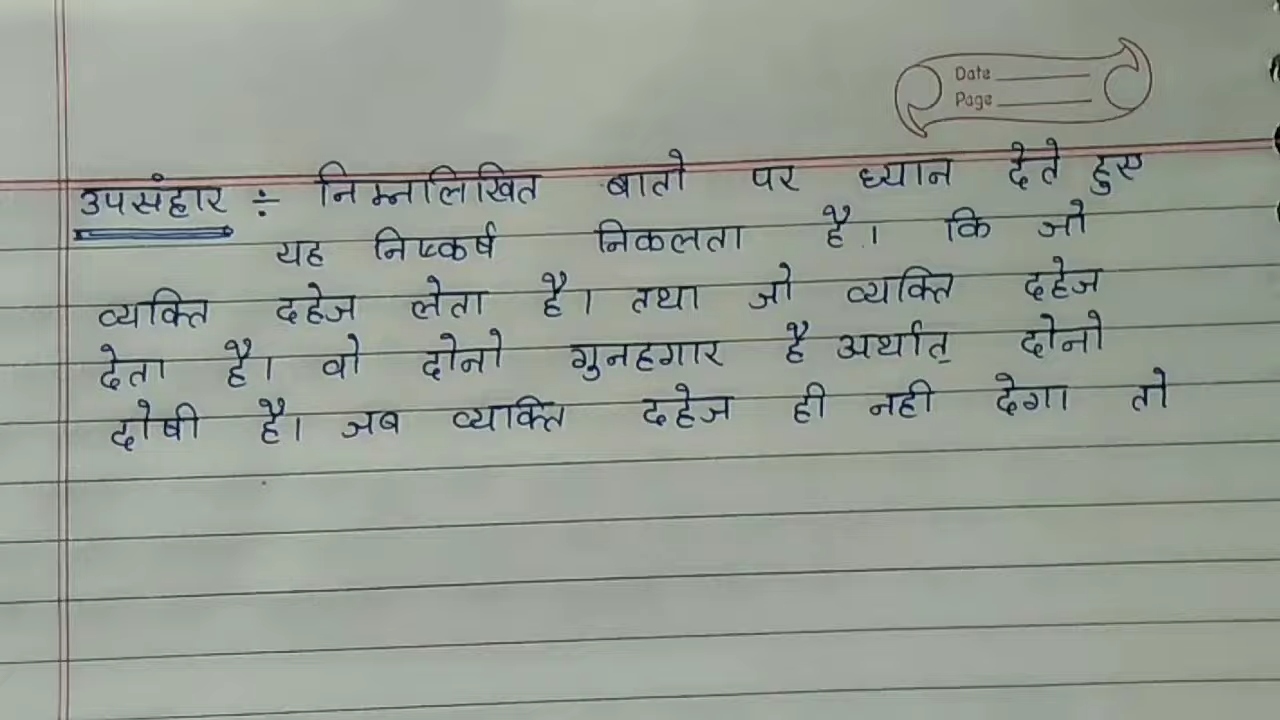 Date
Page
उपसंहार ÷ निम्नलिखित बातो पर ध्यान देते हुए
यह निष्कर्ष निकलता है। कि जो
व्यक्ति दहेज लेता है। तथा जो व्यक्ति दहेज
देता है। वो दोनो गुनहगार है अर्थात् दोनो
दोषी है। जब व्यक्ति दहेज ही नही देगा तो